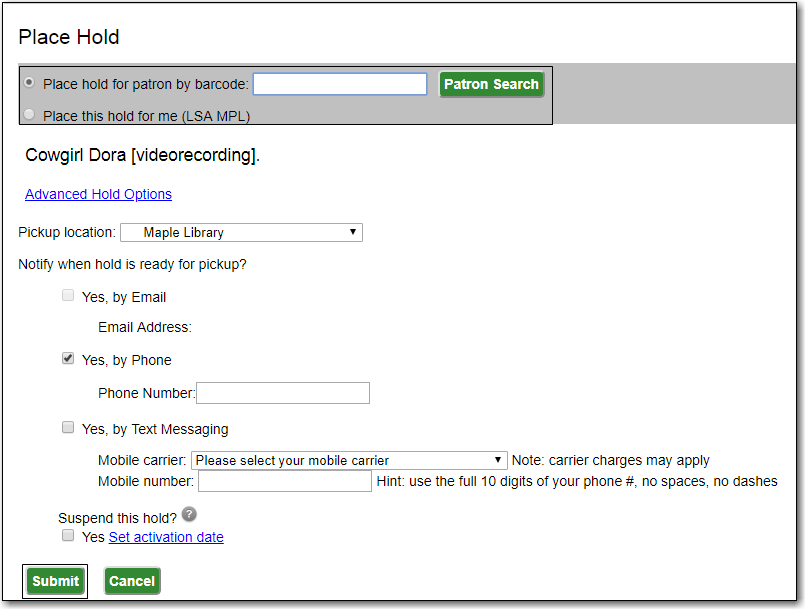 Place Hold
Place hold for patron by barcode: Patron Search
Place this hold for me (LSA MPL)
Cowgirl Dora [videorecording].
Advanced Hold Options
Pickup location: Maple Library
Notify when hold is ready for pickup?
Yes, by Email
Email Address:
Yes, by Phone
Phone Number:
Yes, by Text Messaging
Mobile carrier: Please select your mobile carrier Note: carrier charges may apply
Mobile number: Hint: use the full 10 digits of your phone #, no spaces, no dashes
Suspend this hold? ?
Yes Set activation date
Submit Cancel